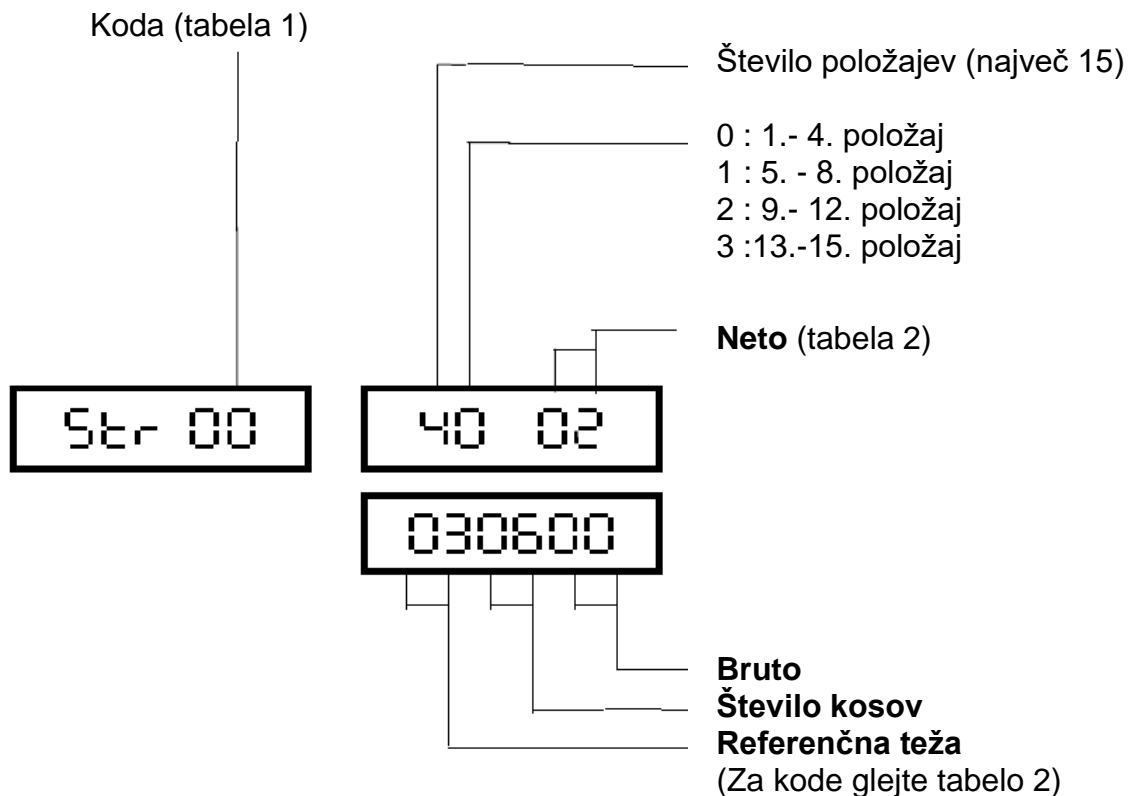 Koda (tabela 1)
Število položajev (največ 15)
0 : 1.- 4. položaj
1 : 5. - 8. položaj
2 : 9.- 12. položaj
3 :13.-15. položaj
Neto (tabela 2)
Str 00
40 02
030600
Bruto
Število kosov
Referenčna teža
(Za kode glejte tabelo 2)